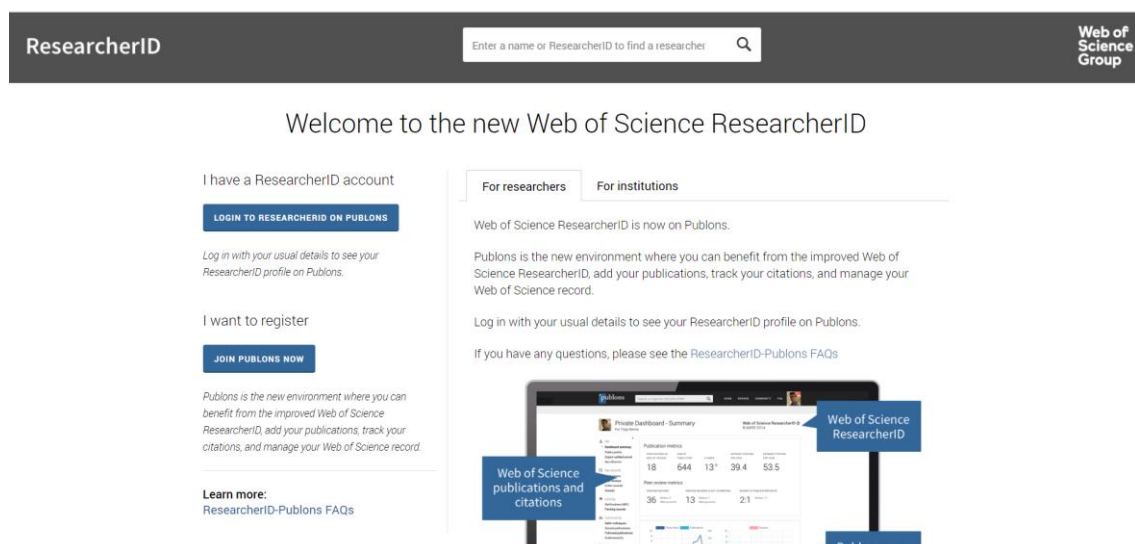 ResearcherID
Enter a name or ResearcherID to find a researcher
Web of
Science
Group
Welcome to the new Web of Science ResearcherID
I have a ResearcherID account
LOGIN TO RESEARCHERID ON PUBLONS
Log in with your usual details to see your
ResearcherID profile on Publons.
I want to register
JOIN PUBLONS NOW
Publons is the new environment where you can
benefit from the improved Web of Science
ResearcherID, add your publications, track your
citations, and manage your Web of Science record.
Learn more:
ResearcherID-Publons FAQs
For researchers
For institutions
Web of Science ResearcherID is now on Publons.
Publons is the new environment where you can benefit from the improved Web of
Science ResearcherID, add your publications, track your citations, and manage your
Web of Science record.
Log in with your usual details to see your ResearcherID profile on Publons.
If you have any questions, please see the ResearcherID-Publons FAQs
publons
Private Dashboard - Summary
Web of Science ResearcherID
Web of Science
ResearcherID
Web of Science
publications and
citations
Publication metrics
18 644 13 39.4 53.5
Peer review metrics
36 13 2:1